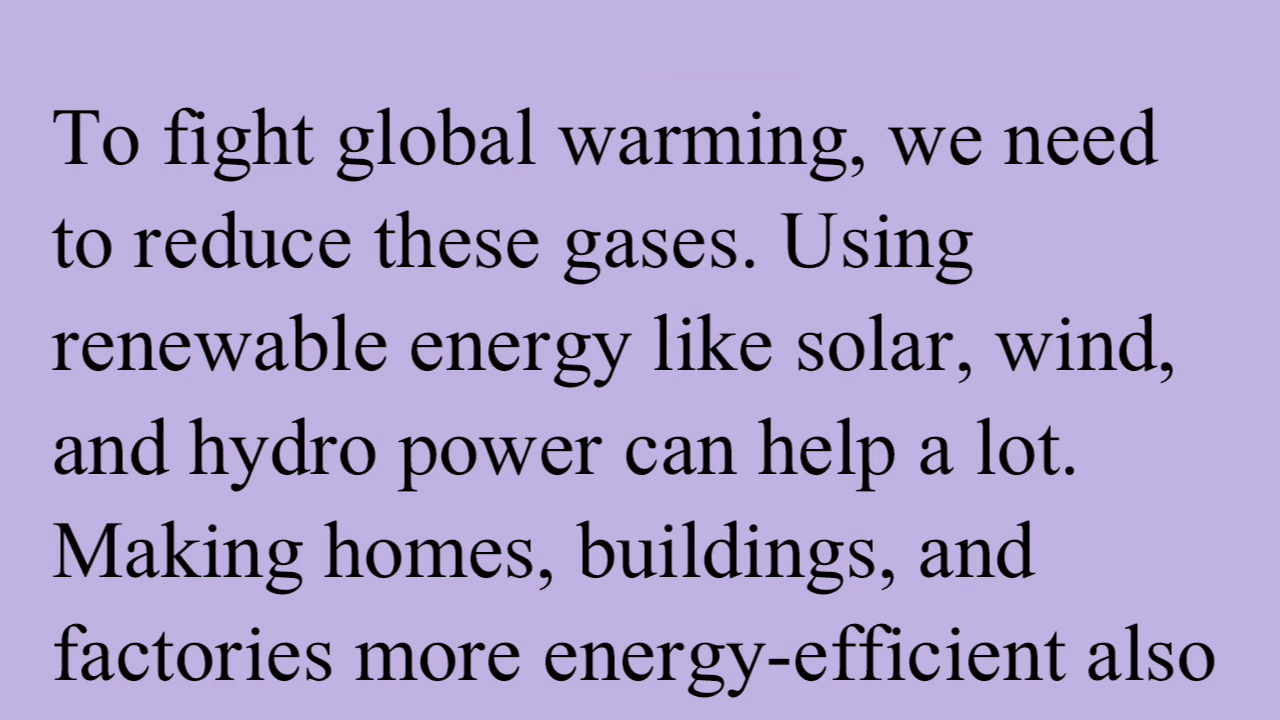 To fight global warming, we need
to reduce these gases. Using
renewable energy like solar, wind,
and hydro power can help a lot.
Making homes, buildings, and
factories more energy-efficient also